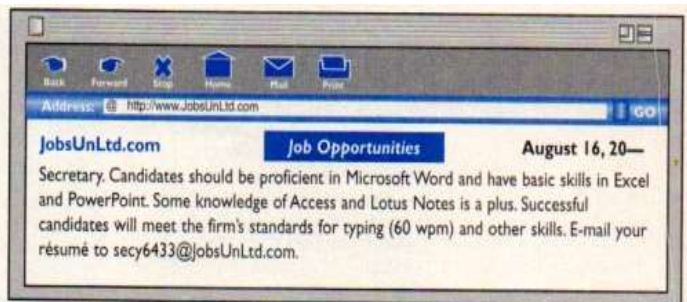 Back Forward Stop Home Mail Print
Address: @ http://www.JobsUnLtd.com GO
JobsUnLtd.com Job Opportunities August 16, 20—
Secretary. Candidates should be proficient in Microsoft Word and have basic skills in Excel
and PowerPoint. Some knowledge of Access and Lotus Notes is a plus. Successful
candidates will meet the firm's standards for typing (60 wpm) and other skills. E-mail your
résumé to secy6433@JobsUnLtd.com.